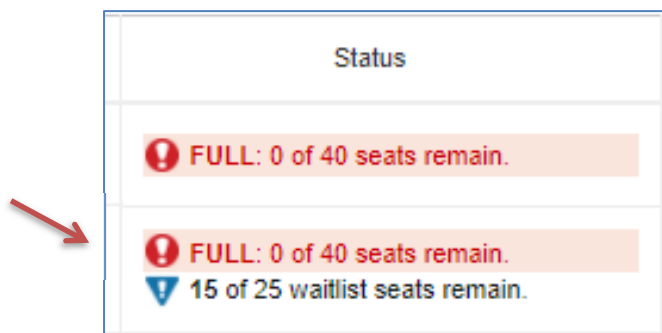 Status
FULL: 0 of 40 seats remain.
FULL: 0 of 40 seats remain.
15 of 25 waitlist seats remain.